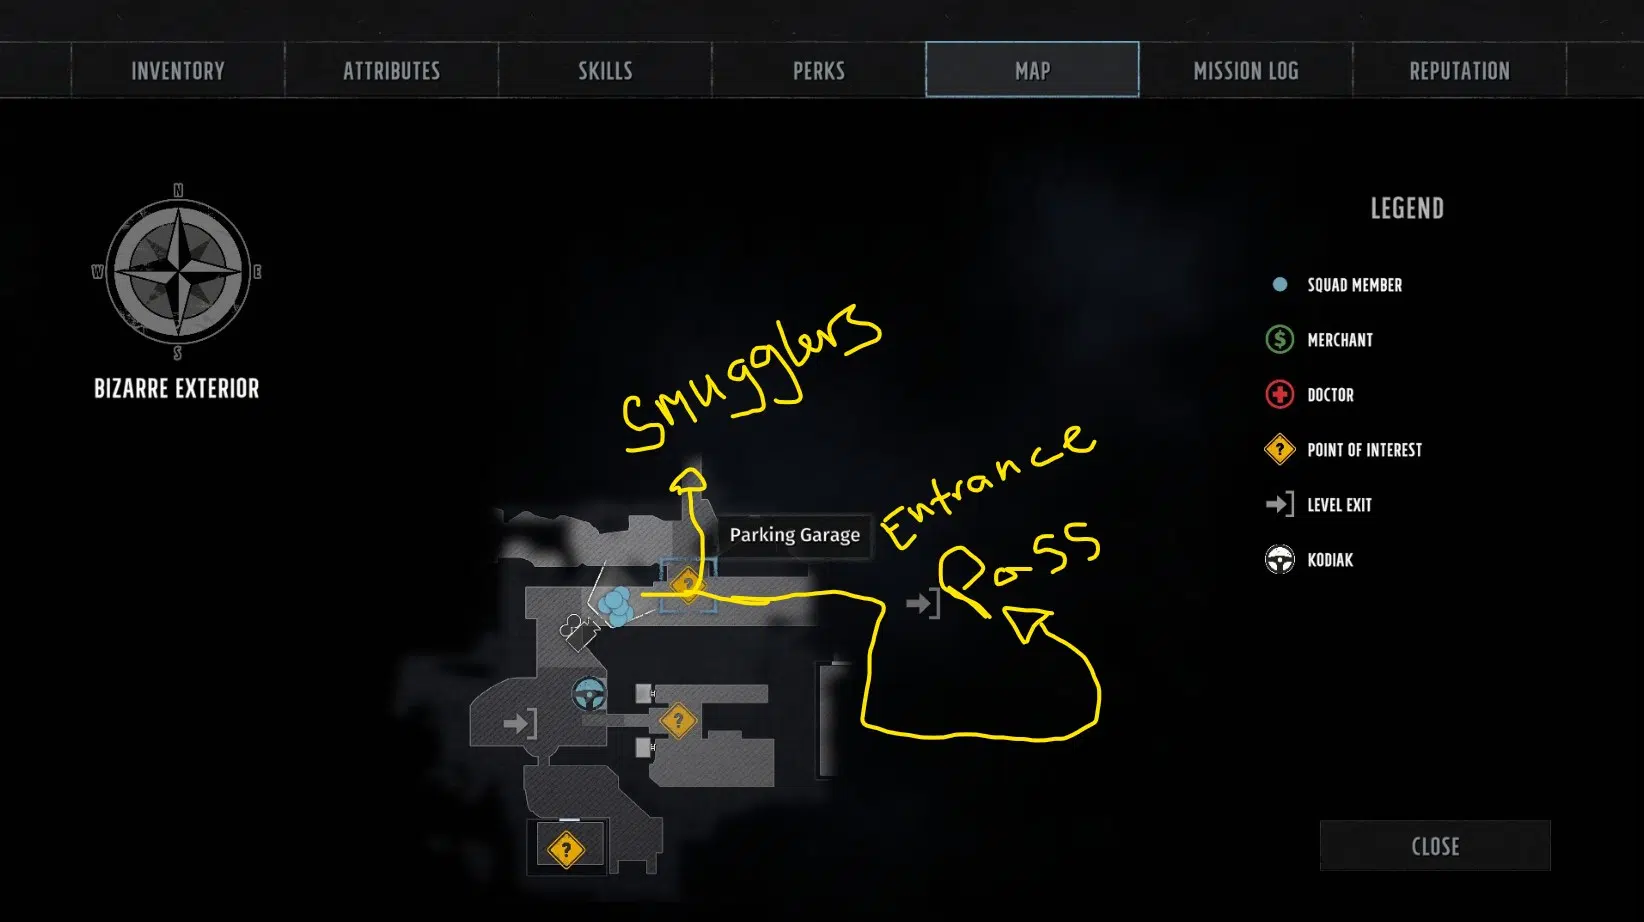 INVENTORY
ATTRIBUTES
SKILLS
PERKS
MAP
MISSION LOG
REPUTATION
N
W
E
S
BIZARRE EXTERIOR
Smugglers
Parking Garage
Entrance
Pass
?
?
?
LEGEND
SQUAD MEMBER
$ MERCHANT
DOCTOR
? POINT OF INTEREST
LEVEL EXIT
KODIAK
CLOSE